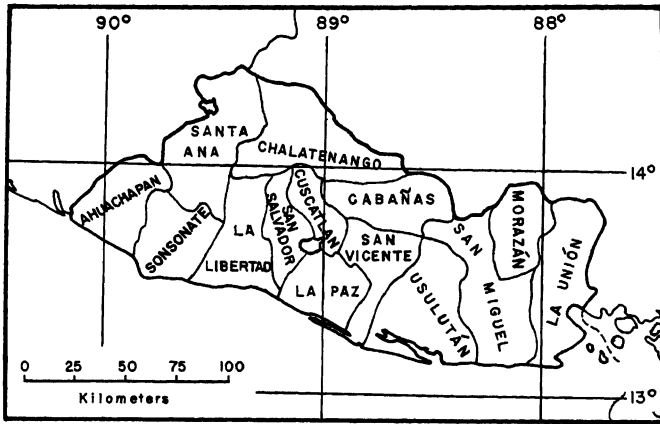 90°
89°
88°
SANTA
ANA
CHALATENANGO
14°
AHUACHAPAN
SONSONATE
LA
LIBERTAD
SAN
SALVADOR
CUSCATLAN
CABAÑAS
SAN
VICENTE
LA PAZ
USULUTÁN
SAN
MIGUEL
MORAZÁN
LA UNIÓN
0 25 50 75 100
Kilometers
13°